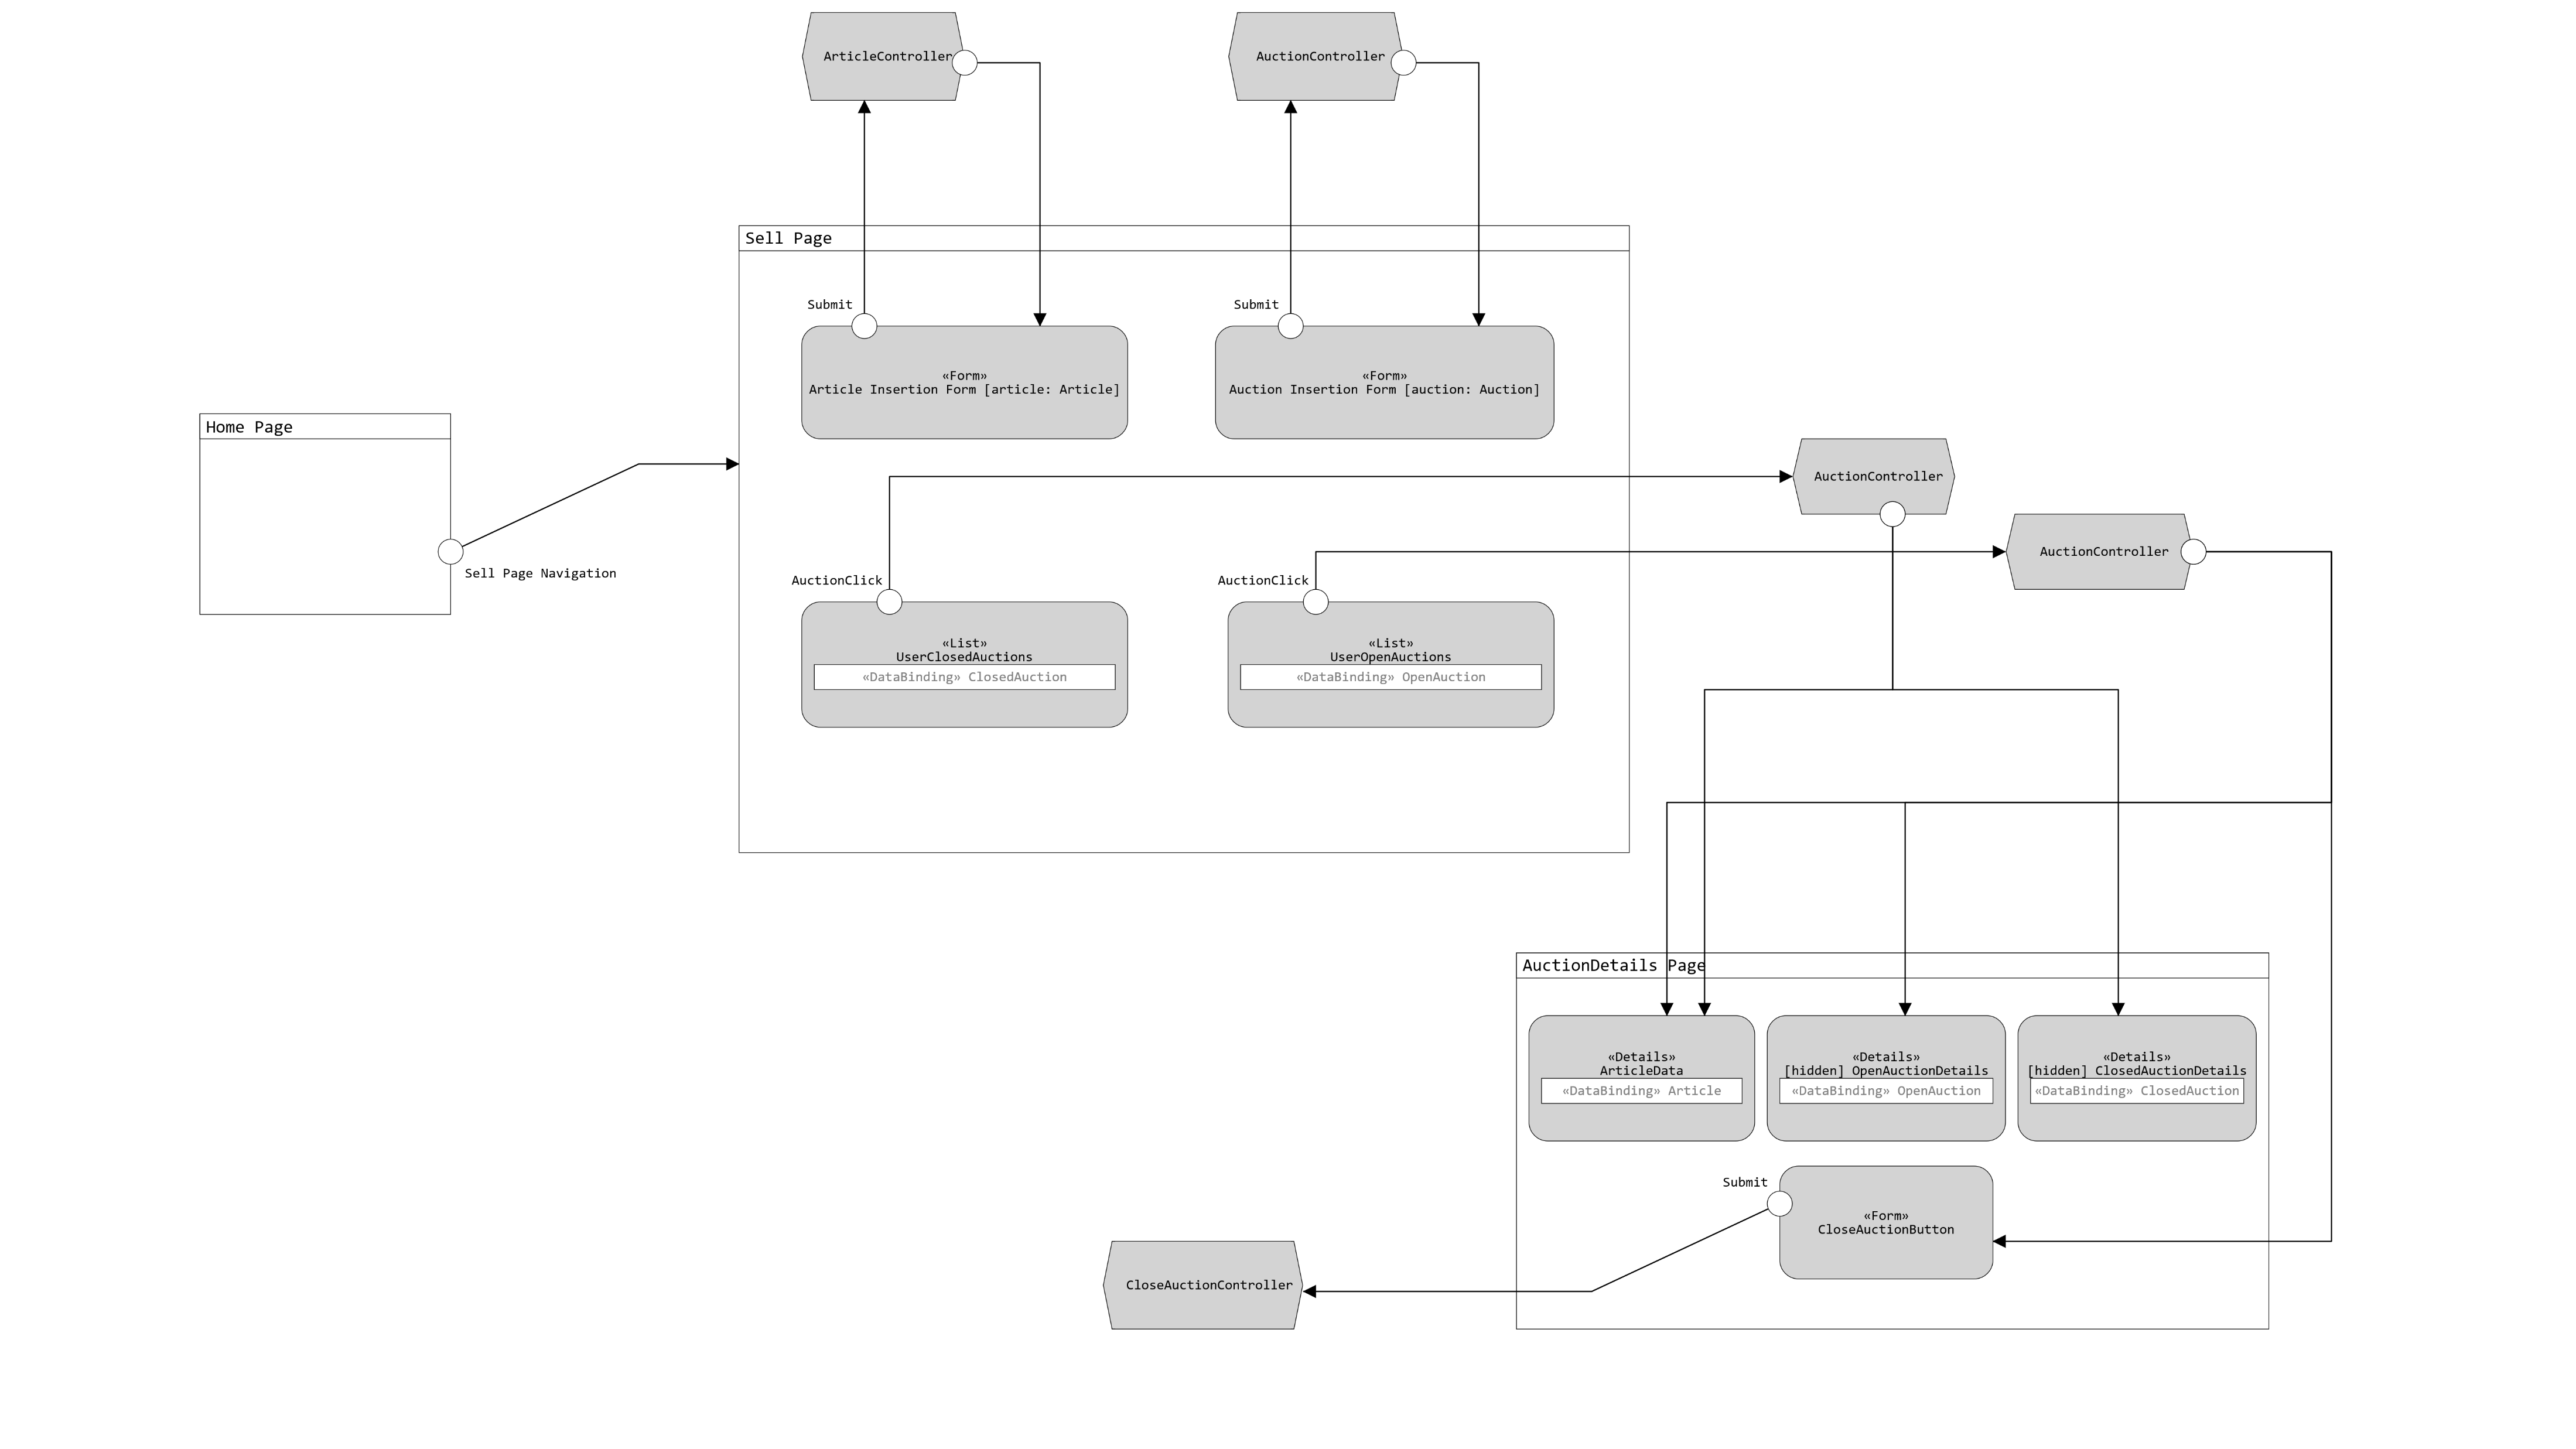 ArticleController
AuctionController
Sell Page
Submit
Submit
«Form»
Article Insertion Form [article: Article]
«Form»
Auction Insertion Form [auction: Auction]
Home Page
Sell Page Navigation
AuctionController
AuctionController
AuctionClick
AuctionClick
«List»
UserClosedAuctions
«DataBinding» ClosedAuction
«List»
UserOpenAuctions
«DataBinding» OpenAuction
AuctionDetails Page
«Details»
ArticleData
«DataBinding» Article
«Details»
[hidden] OpenAuctionDetails
«DataBinding» OpenAuction
«Details»
[hidden] ClosedAuctionDetails
«DataBinding» ClosedAuction
Submit
«Form»
CloseAuctionButton
CloseAuctionController